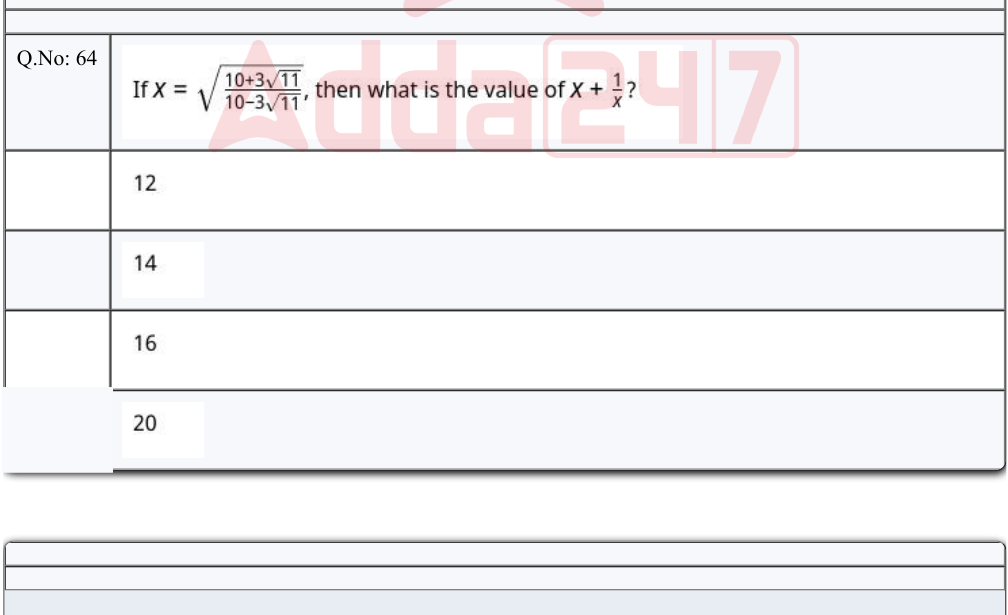 Q.No: 64
If X = √(10+3√11 / 10−3√11), then what is the value of X + 1/X?
Adda247
12
14
16
20